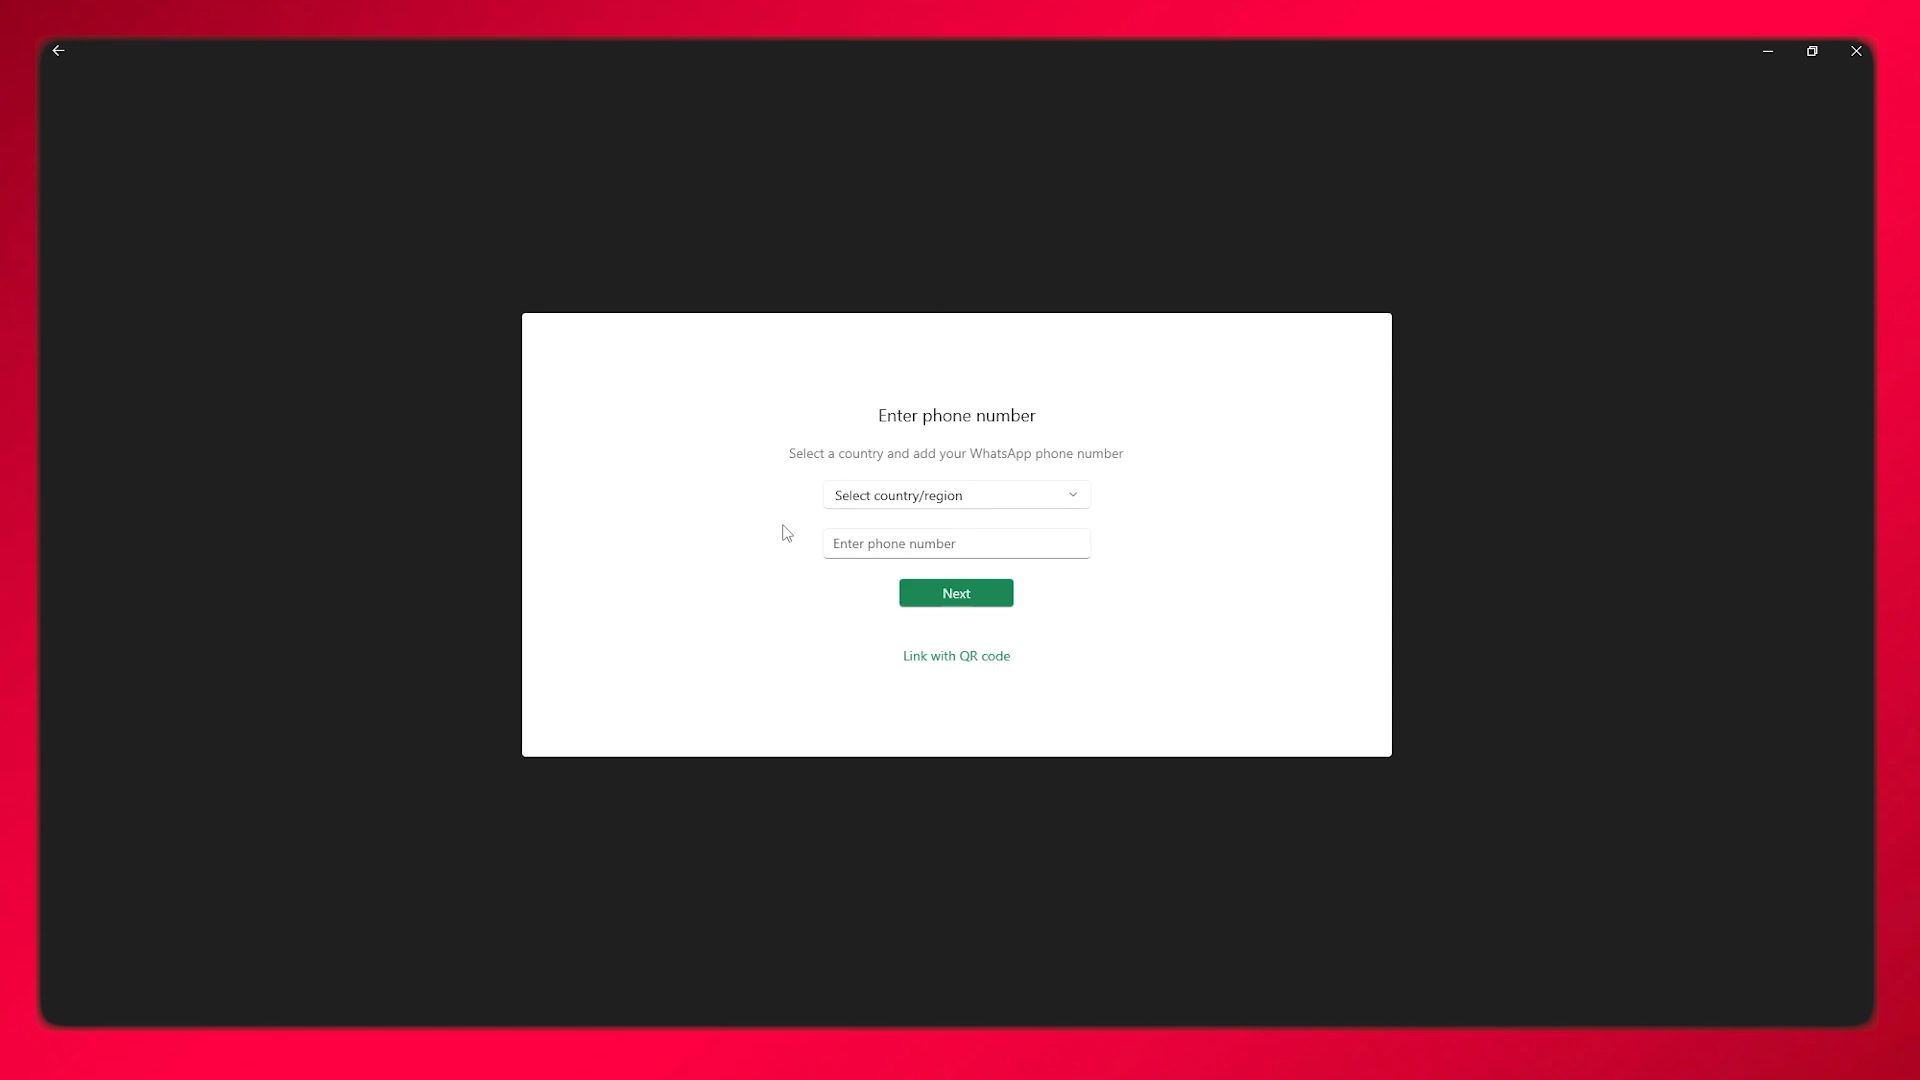 Enter phone number
Select a country and add your WhatsApp phone number
Select country/region
Enter phone number
Next
Link with QR code